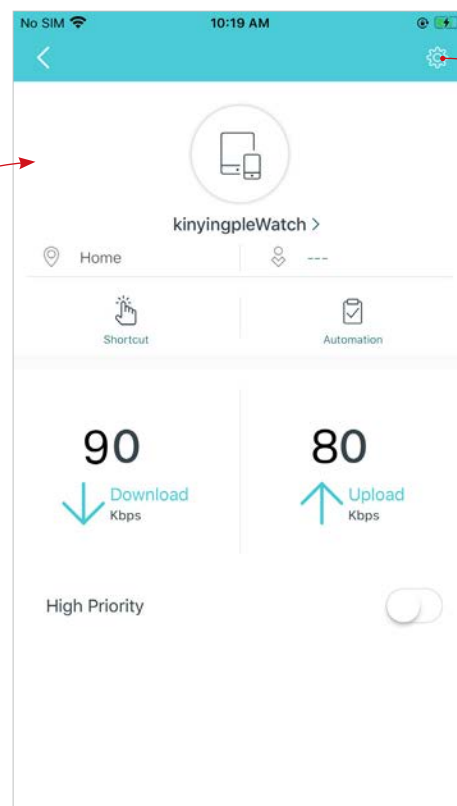 No SIM 10:19 AM
kinyingpleWatch >
Home ---
Shortcut Automation
90 80
Download Upload
Kbps Kbps
High Priority